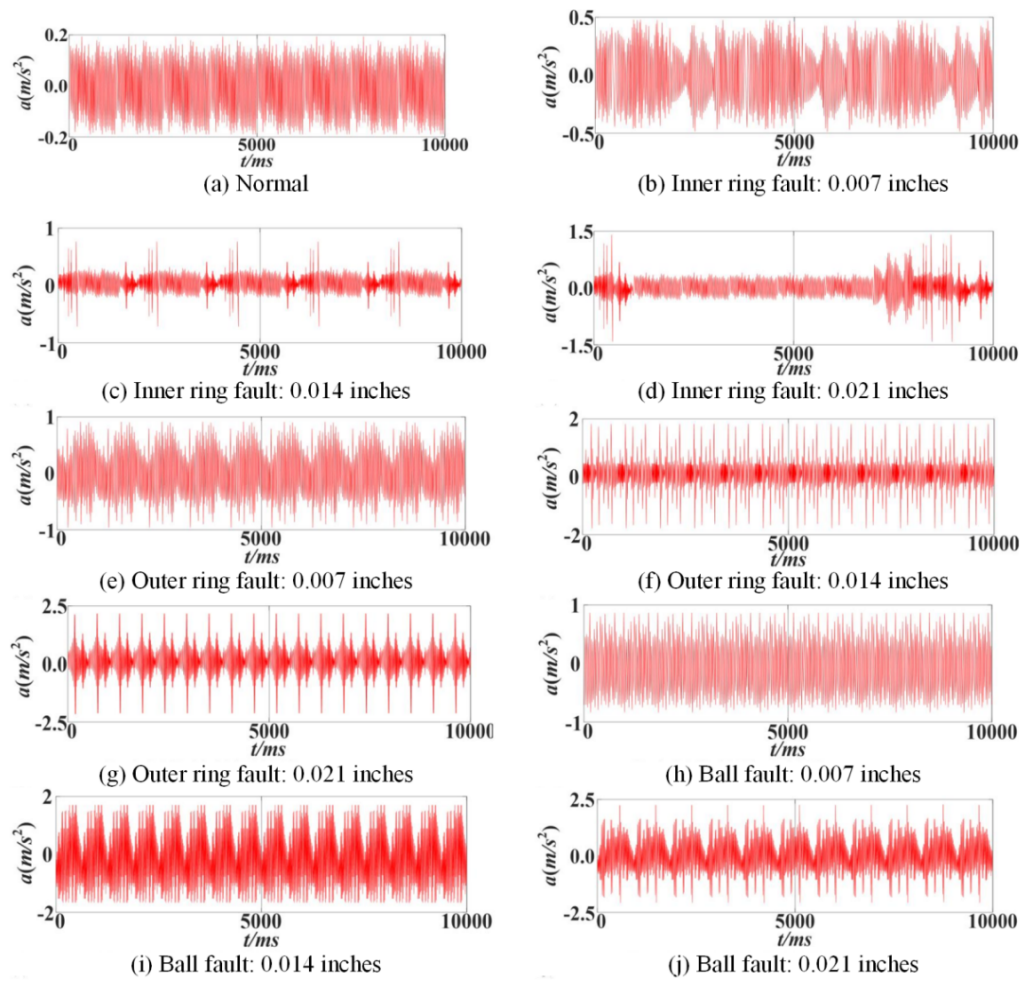 0.2
0.0
-0.2
a(m/s²)
0
5000
10000
t/ms
(a) Normal
0.5
0.0
-0.5
a(m/s²)
0
5000
10000
t/ms
(b) Inner ring fault: 0.007 inches
1
0
-1
a(m/s²)
0
5000
10000
t/ms
(c) Inner ring fault: 0.014 inches
1.5
0.0
-1.5
a(m/s²)
0
5000
10000
t/ms
(d) Inner ring fault: 0.021 inches
1
0
-1
a(m/s²)
0
5000
10000
t/ms
(e) Outer ring fault: 0.007 inches
2
0
-2
a(m/s²)
0
5000
10000
t/ms
(f) Outer ring fault: 0.014 inches
2.5
0.0
-2.5
a(m/s²)
0
5000
10000
t/ms
(g) Outer ring fault: 0.021 inches
1
0
-1
a(m/s²)
0
5000
10000
t/ms
(h) Ball fault: 0.007 inches
2
0
-2
a(m/s²)
0
5000
10000
t/ms
(i) Ball fault: 0.014 inches
2.5
0.0
-2.5
a(m/s²)
0
5000
10000
t/ms
(j) Ball fault: 0.021 inches